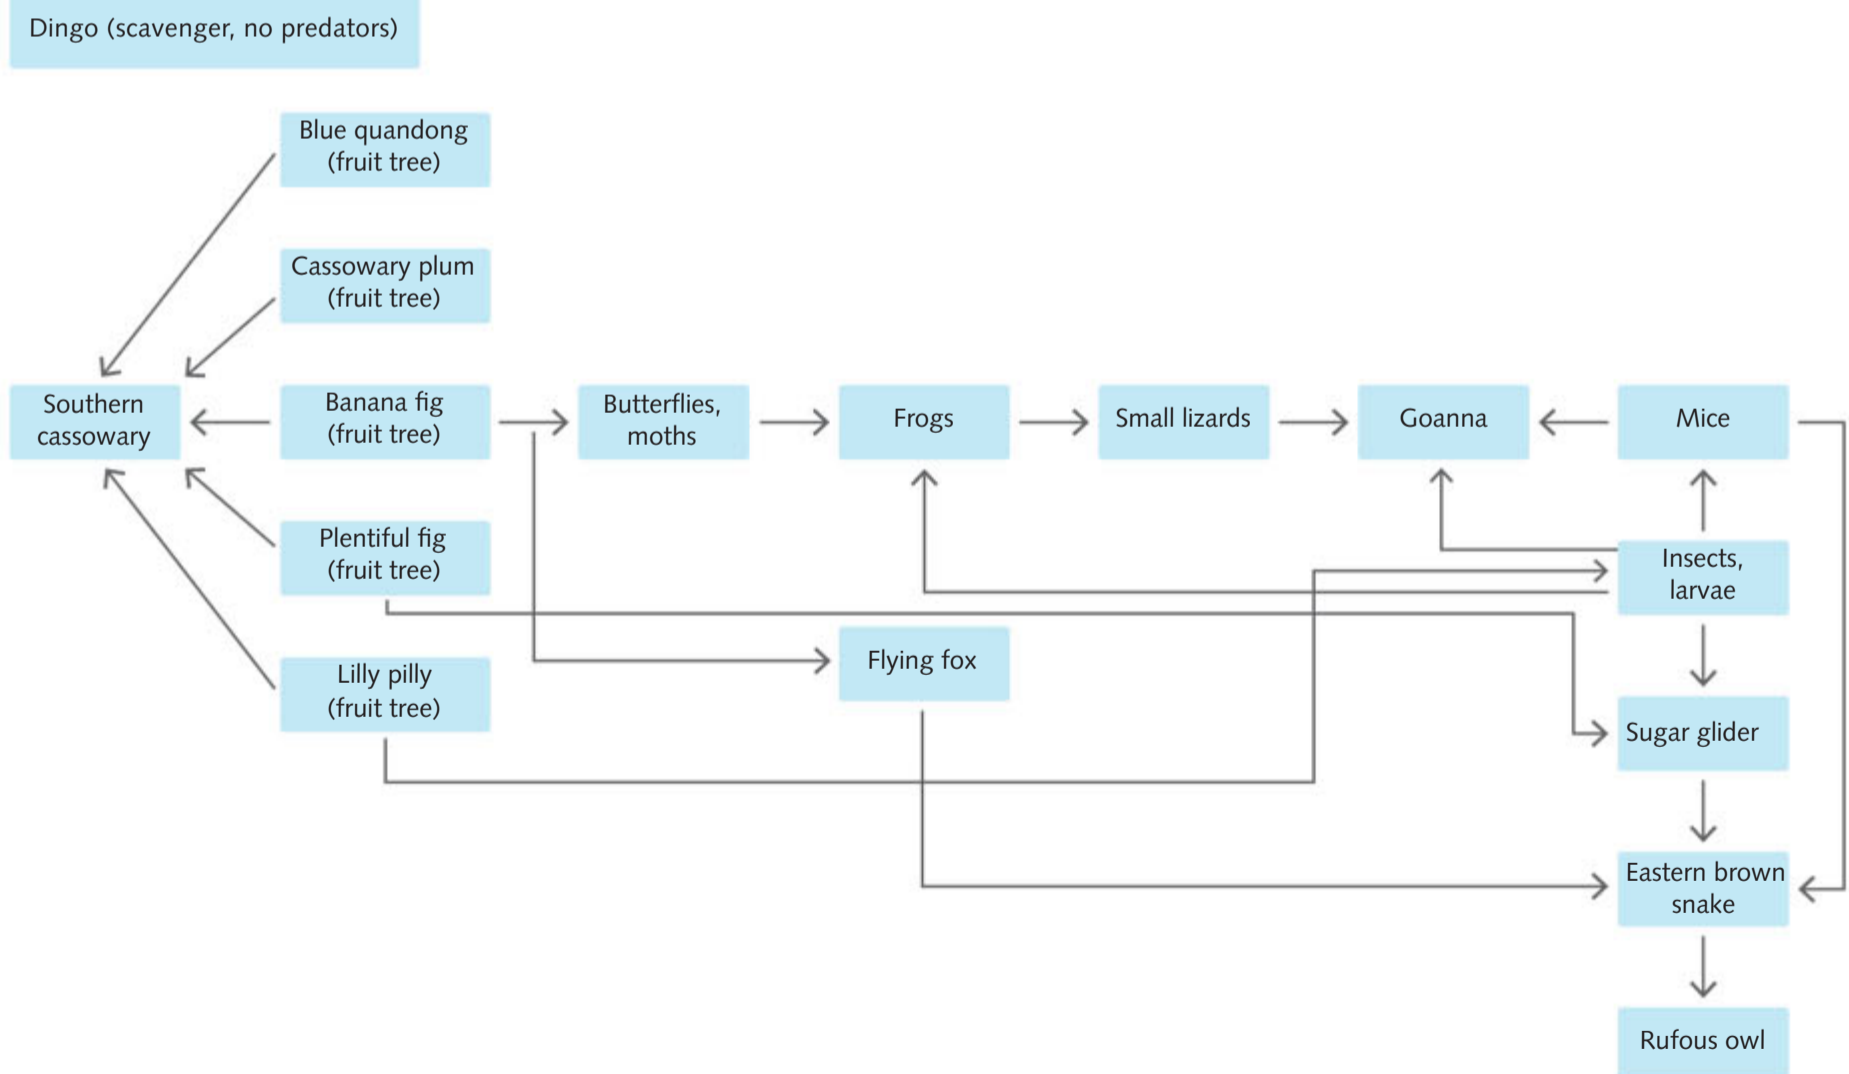 Dingo (scavenger, no predators)
Blue quandong
(fruit tree)
Cassowary plum
(fruit tree)
Southern
cassowary
Banana fig
(fruit tree)
Butterflies,
moths
Frogs
Small lizards
Goanna
Mice
Plentiful fig
(fruit tree)
Insects,
larvae
Flying fox
Lilly pilly
(fruit tree)
Sugar glider
Eastern brown
snake
Rufous owl